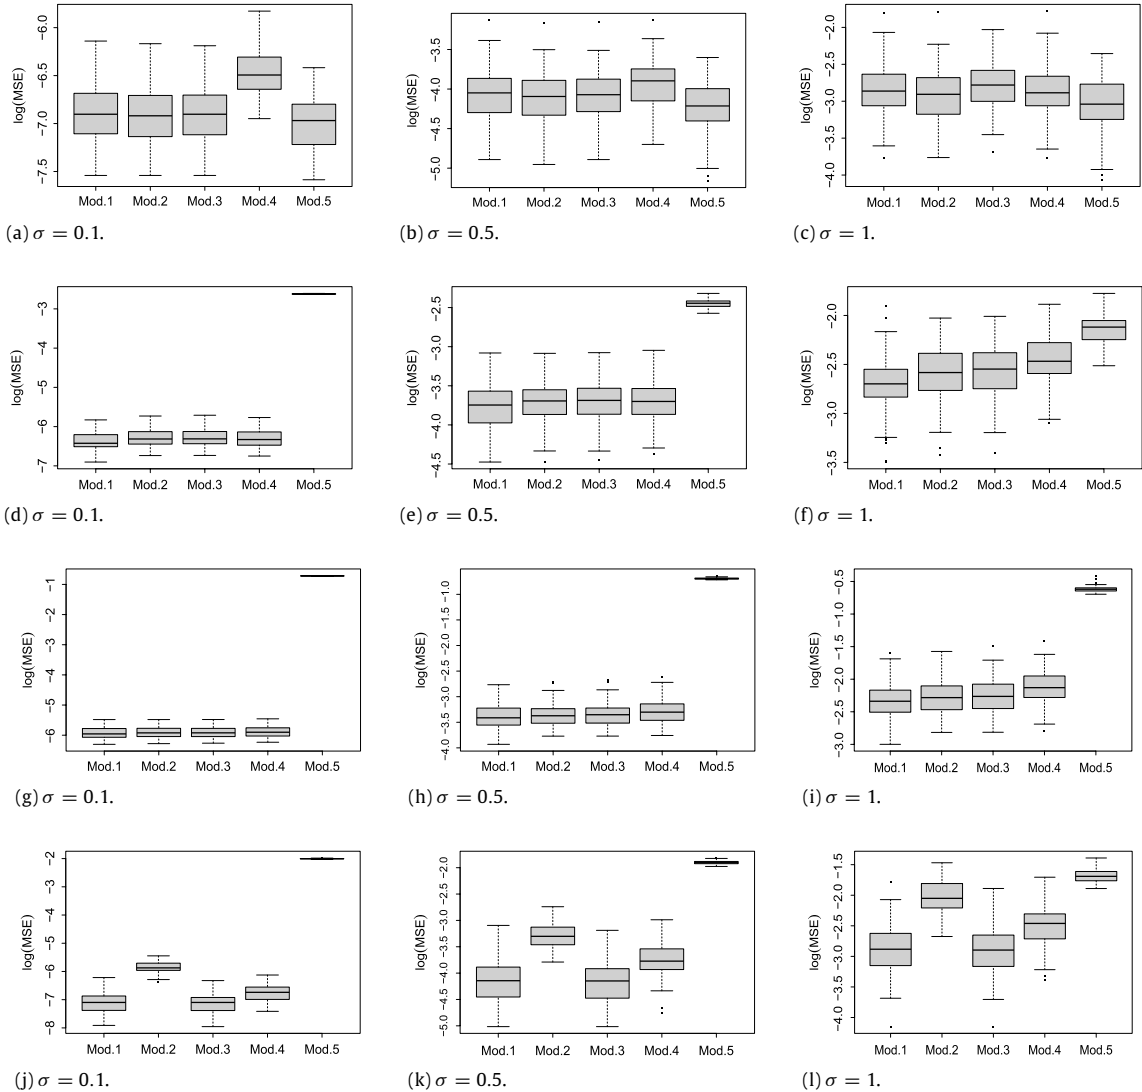 −6.0 −6.5 −7.0 −7.5
log(MSE)
Mod.1 Mod.2 Mod.3 Mod.4 Mod.5
(a) σ = 0.1.
−3.5 −4.0 −4.5 −5.0
log(MSE)
Mod.1 Mod.2 Mod.3 Mod.4 Mod.5
(b) σ = 0.5.
−2.0 −2.5 −3.0 −3.5 −4.0
log(MSE)
Mod.1 Mod.2 Mod.3 Mod.4 Mod.5
(c) σ = 1.
−3 −4 −5 −6 −7
log(MSE)
Mod.1 Mod.2 Mod.3 Mod.4 Mod.5
(d) σ = 0.1.
−2.5 −3.0 −3.5 −4.0 −4.5
log(MSE)
Mod.1 Mod.2 Mod.3 Mod.4 Mod.5
(e) σ = 0.5.
−2.0 −2.5 −3.0 −3.5
log(MSE)
Mod.1 Mod.2 Mod.3 Mod.4 Mod.5
(f) σ = 1.
−1 −2 −3 −4 −5 −6
log(MSE)
Mod.1 Mod.2 Mod.3 Mod.4 Mod.5
(g) σ = 0.1.
−1.0 −1.5 −2.0 −2.5 −3.0 −3.5 −4.0
log(MSE)
Mod.1 Mod.2 Mod.3 Mod.4 Mod.5
(h) σ = 0.5.
−0.5 −1.0 −1.5 −2.0 −2.5 −3.0
log(MSE)
Mod.1 Mod.2 Mod.3 Mod.4 Mod.5
(i) σ = 1.
−2 −3 −4 −5 −6 −7 −8
log(MSE)
Mod.1 Mod.2 Mod.3 Mod.4 Mod.5
(j) σ = 0.1.
−2.0 −2.5 −3.0 −3.5 −4.0 −4.5 −5.0
log(MSE)
Mod.1 Mod.2 Mod.3 Mod.4 Mod.5
(k) σ = 0.5.
−1.5 −2.0 −2.5 −3.0 −3.5 −4.0
log(MSE)
Mod.1 Mod.2 Mod.3 Mod.4 Mod.5
(l) σ = 1.